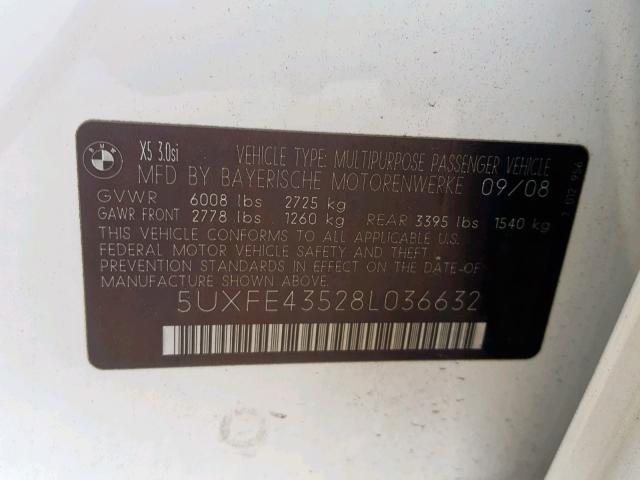 BMW
X5 3.0si
VEHICLE TYPE: MULTIPURPOSE PASSENGER VEHICLE
MFD BY BAYERISCHE MOTORENWERKE 09/08
GVWR 6008 lbs 2725 kg
GAWR FRONT 2778 lbs 1260 kg REAR 3395 lbs 1540 kg
THIS VEHICLE CONFORMS TO ALL APPLICABLE U.S.
FEDERAL MOTOR VEHICLE SAFETY AND THEFT
PREVENTION STANDARDS IN EFFECT ON THE DATE OF
MANUFACTURE SHOWN ABOVE.
5UXFE43528L036632